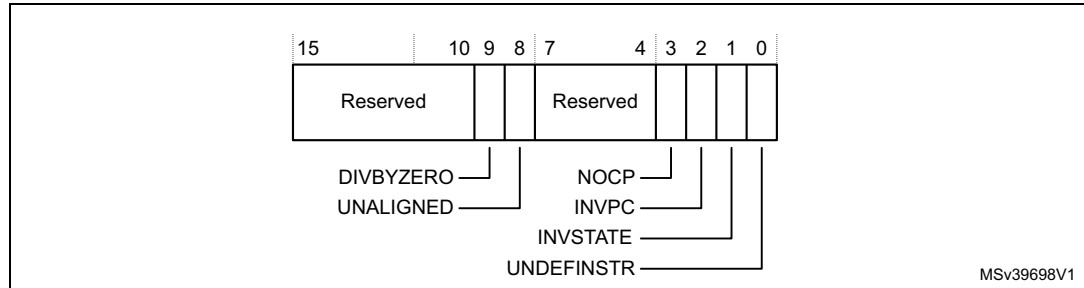 15 10 9 8 7 4 3 2 1 0
Reserved Reserved
DIVBYZERO NOCP
UNALIGNED INVPC
INVSTATE
UNDEFINSTR
MSv39698V1